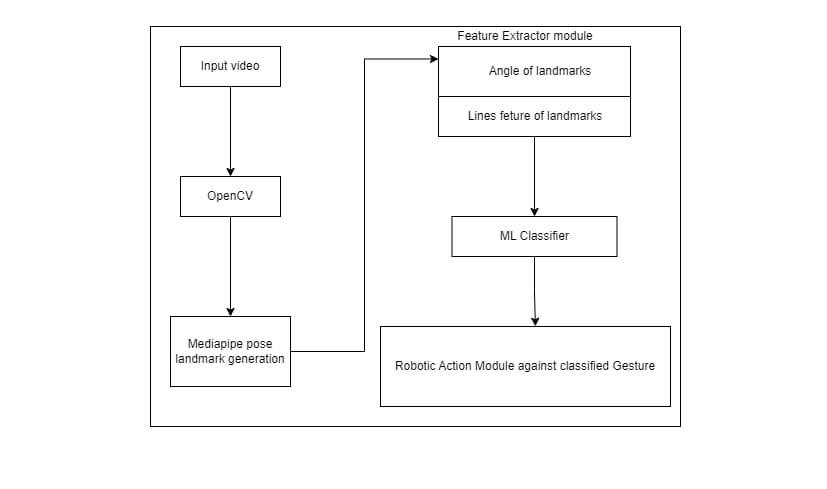 Input video
OpenCV
Mediapipe pose
landmark generation
Feature Extractor module
Angle of landmarks
Lines feture of landmarks
ML Classifier
Robotic Action Module against classified Gesture